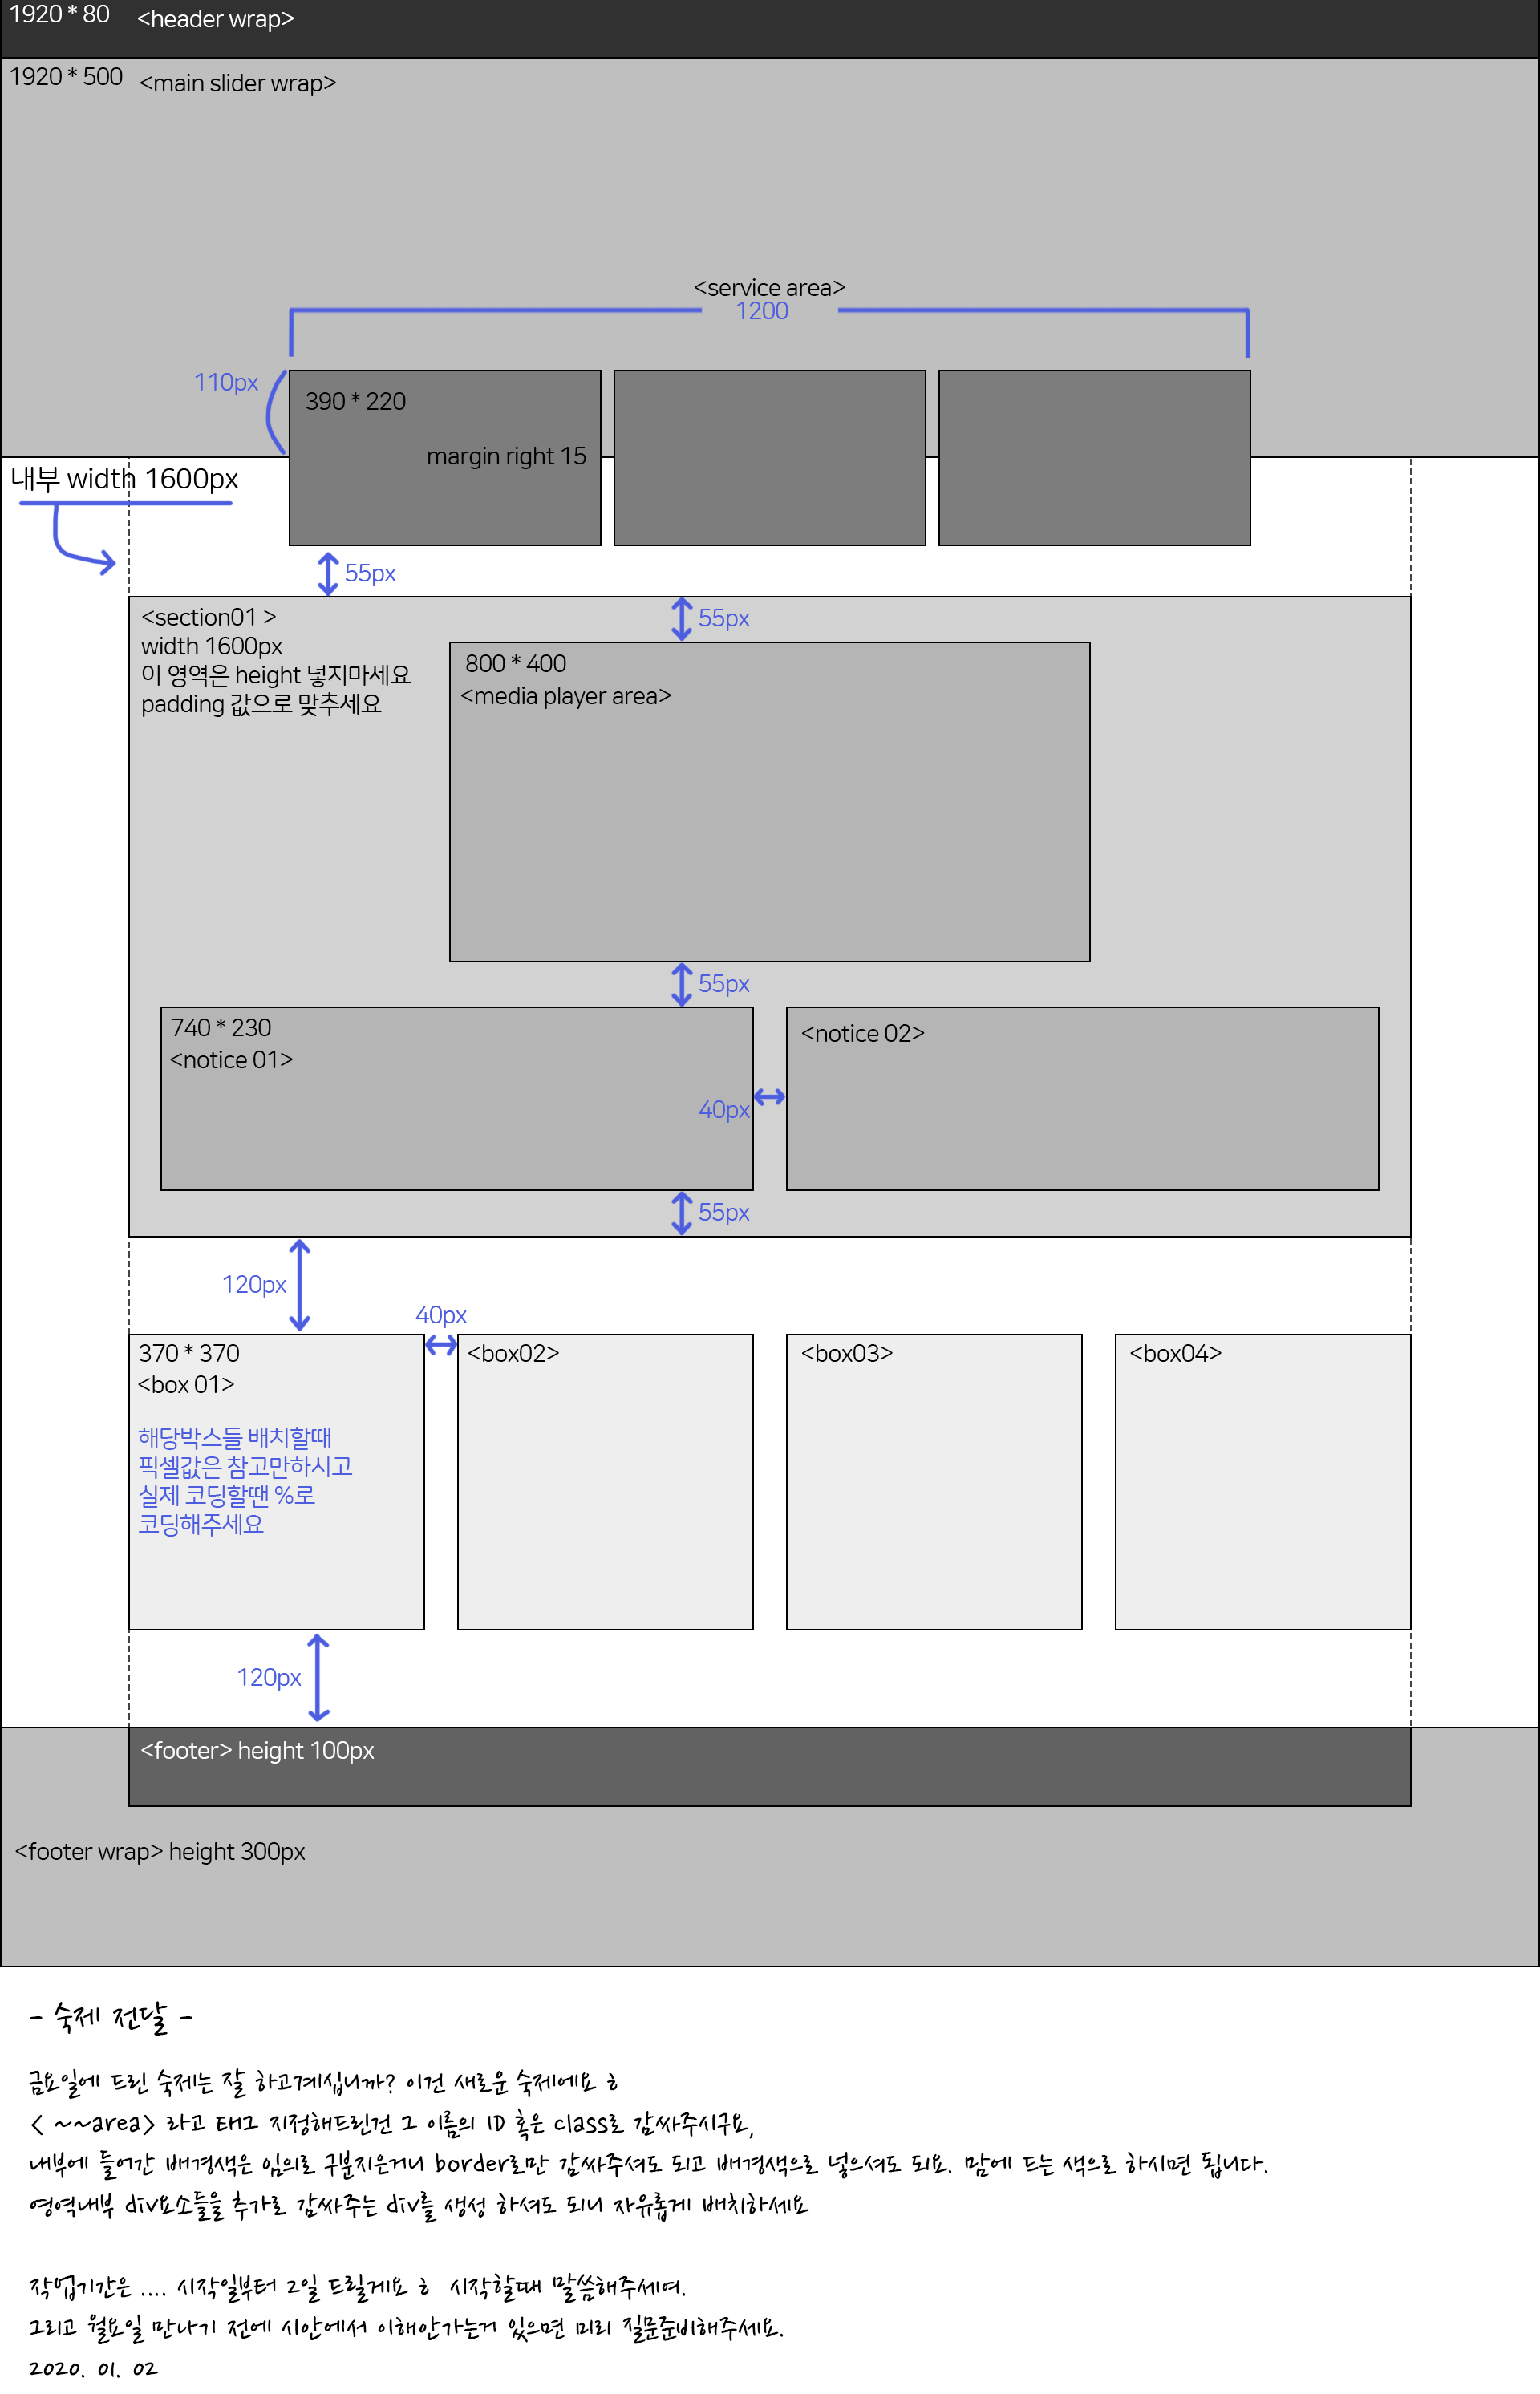 1920 * 80
<header wrap>
1920 * 500
<main slider wrap>
<service area>
1200
110px
390 * 220
margin right 15
내부 width 1600px
55px
<section01 >
width 1600px
이 영역은 height 넣지마세요
padding 값으로 맞추세요
55px
800 * 400
<media player area>
55px
740 * 230
<notice 01>
<notice 02>
40px
55px
120px
40px
370 * 370
<box 01>
해당박스들 배치할때
픽셀값은 참고만하시고
실제 코딩할땐 %로
코딩해주세요
<box02>
<box03>
<box04>
120px
<footer> height 100px
<footer wrap> height 300px
- 숙제 전달 -
금요일에 드린 숙제는 잘 하고계십니까? 이건 새로운 숙제에요 ㅎ
< ~~area> 라고 태그 지정해드린건 그 이름의 ID 혹은 class로 감싸주시구요,
내부에 들어간 배경색은 임의로 구분지은거니 border로만 감싸주셔도 되고 배경색으로 넣으셔도 되요. 맘에 드는 색으로 하시면 됩니다.
영역내부 div요소들을 추가로 감싸주는 div를 생성 하셔도 되니 자유롭게 배치하세요
작업기간은 .... 시작일부터 2일 드릴게요 ㅎ 시작할때 말씀해주세여.
그리고 월요일 만나기 전에 시안에서 이해안가는거 있으면 미리 질문준비해주세요.
2020. 01. 02